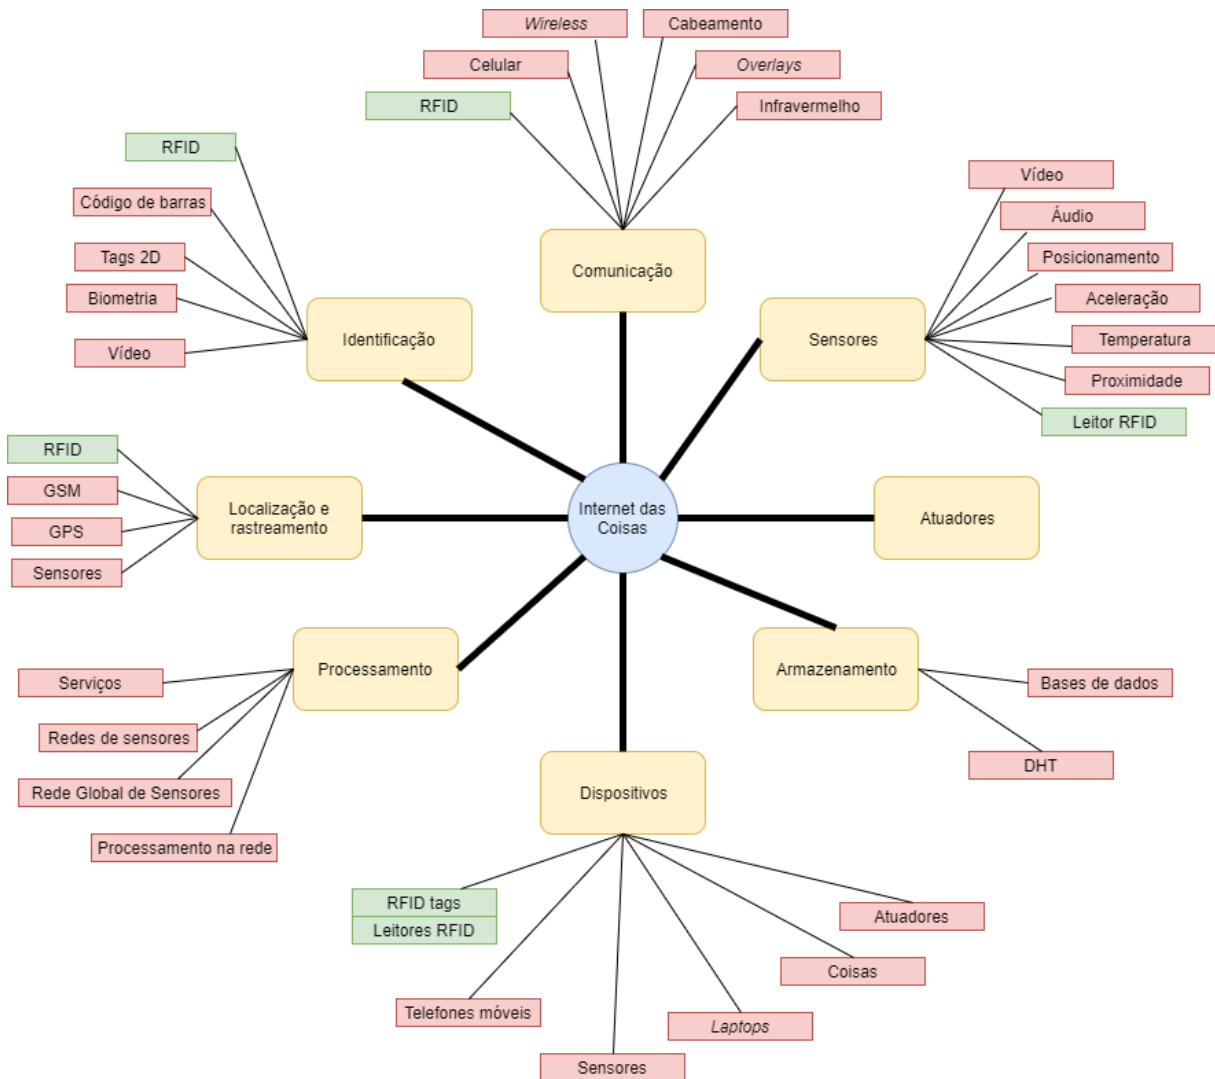 Wireless
Cabeamento
Celular
Overlays
RFID
Infravermelho
Comunicação
RFID
Código de barras
Tags 2D
Biometria
Vídeo
Identificação
Vídeo
Áudio
Posicionamento
Aceleração
Temperatura
Proximidade
Leitor RFID
Sensores
RFID
GSM
GPS
Sensores
Localização e
rastreamento
Internet das
Coisas
Atuadores
Processamento
Serviços
Redes de sensores
Rede Global de Sensores
Processamento na rede
Armazenamento
Bases de dados
DHT
Dispositivos
RFID tags
Leitores RFID
Telefones móveis
Sensores
Laptops
Coisas
Atuadores